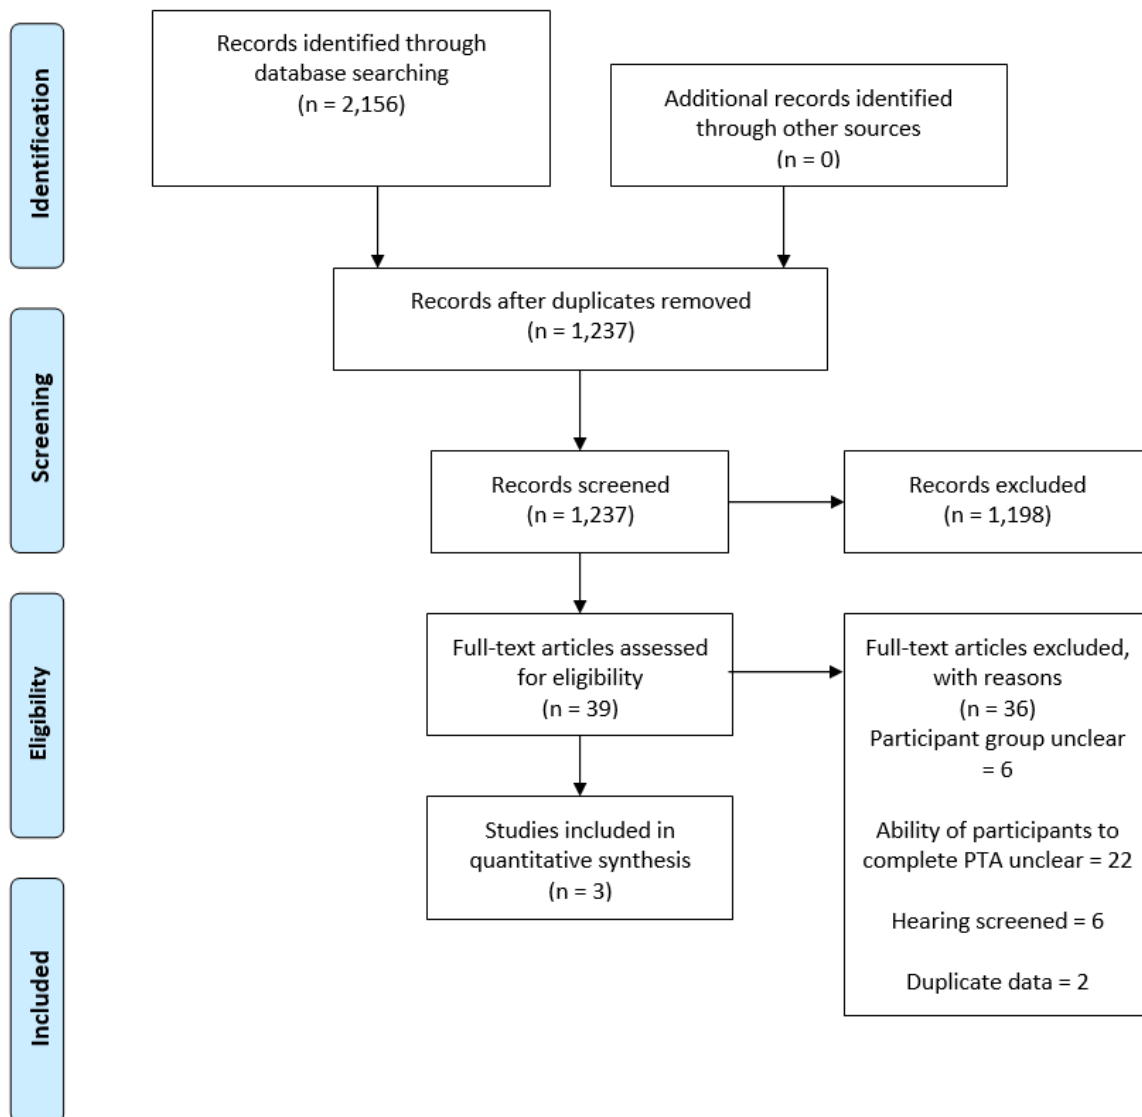 Identification
Records identified through
database searching
(n = 2,156)
Additional records identified
through other sources
(n = 0)
Records after duplicates removed
(n = 1,237)
Screening
Records screened
(n = 1,237)
Records excluded
(n = 1,198)
Eligibility
Full-text articles assessed
for eligibility
(n = 39)
Full-text articles excluded,
with reasons
(n = 36)
Participant group unclear
= 6
Ability of participants to
complete PTA unclear = 22
Hearing screened = 6
Duplicate data = 2
Studies included in
quantitative synthesis
(n = 3)
Included